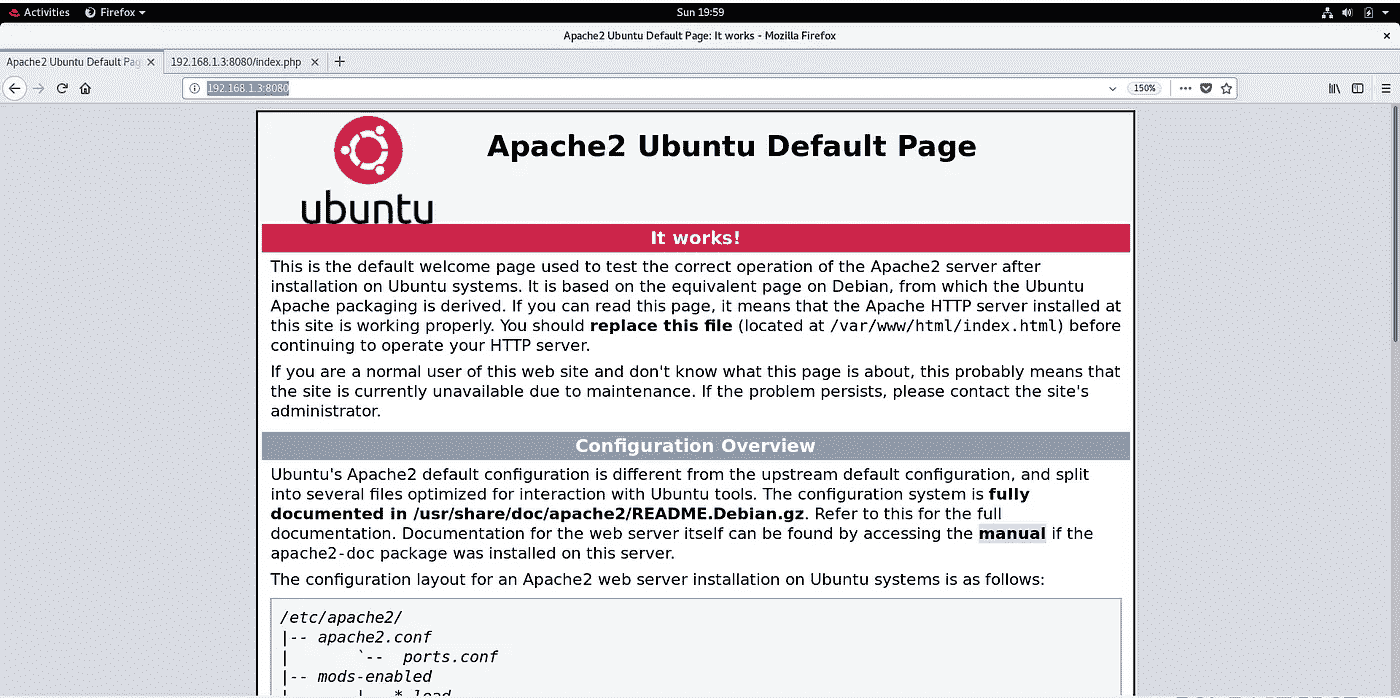 Activities Firefox Sun 19:59
Apache2 Ubuntu Default Page: It works - Mozilla Firefox
Apache2 Ubuntu Default Pag 192.168.1.3:8080/index.php
192.168.1.3:8080 150%
Apache2 Ubuntu Default Page
ubuntu
It works!
This is the default welcome page used to test the correct operation of the Apache2 server after
installation on Ubuntu systems. It is based on the equivalent page on Debian, from which the Ubuntu
Apache packaging is derived. If you can read this page, it means that the Apache HTTP server installed at
this site is working properly. You should replace this file (located at /var/www/html/index.html) before
continuing to operate your HTTP server.
If you are a normal user of this web site and don't know what this page is about, this probably means that
the site is currently unavailable due to maintenance. If the problem persists, please contact the site's
administrator.
Configuration Overview
Ubuntu's Apache2 default configuration is different from the upstream default configuration, and split
into several files optimized for interaction with Ubuntu tools. The configuration system is fully
documented in /usr/share/doc/apache2/README.Debian.gz. Refer to this for the full
documentation. Documentation for the web server itself can be found by accessing the manual if the
apache2-doc package was installed on this server.
The configuration layout for an Apache2 web server installation on Ubuntu systems is as follows:
/etc/apache2/
|-- apache2.conf
|       `--  ports.conf
|-- mods-enabled
|       |-- *.load